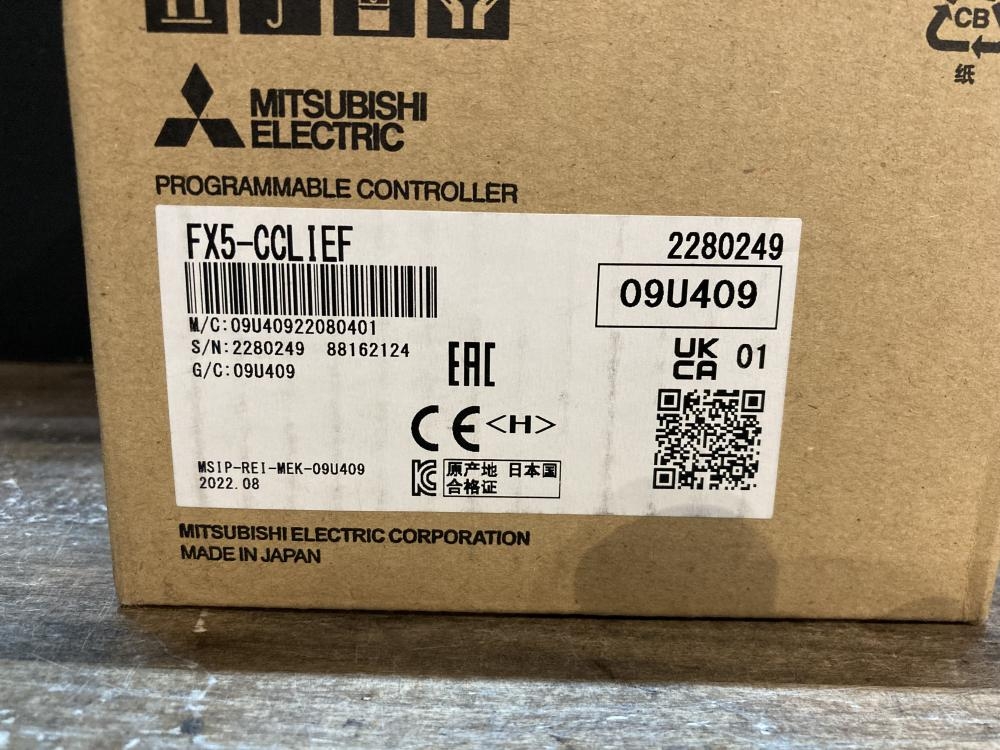 CB
纸
MITSUBISHI
ELECTRIC
PROGRAMMABLE CONTROLLER
FX5-CCLIEF
2280249
09U409
M/C:09U40922080401
S/N:2280249 88162124
G/C:09U409
EAC
UK
CA
01
CE <H>
MSIP-REI-MEK-09U409
2022.08
原产地 日本国
合格证
MITSUBISHI ELECTRIC CORPORATION
MADE IN JAPAN